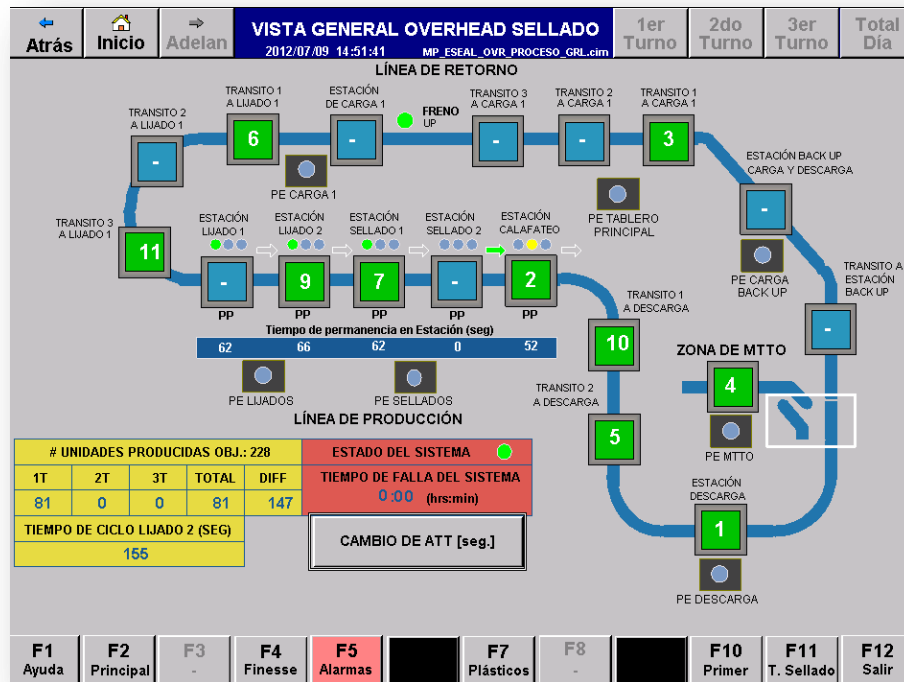 Atrás
Inicio
Adelan
VISTA GENERAL OVERHEAD SELLADO
2012/07/09 14:51:41 MP_ESEAL_OVR_PROCESO_GRL.cim
1er Turno
2do Turno
3er Turno
Total Día
LÍNEA DE RETORNO
TRANSITO 2
A LIJADO 1
-
TRANSITO 1
A LIJADO 1
6
ESTACIÓN
DE CARGA 1
-
FRENO
UP
TRANSITO 3
A CARGA 1
-
TRANSITO 2
A CARGA 1
-
TRANSITO 1
A CARGA 1
3
PE CARGA 1
PE TABLERO
PRINCIPAL
ESTACIÓN BACK UP
CARGA Y DESCARGA
-
PE CARGA
BACK UP
TRANSITO 3
A LIJADO 1
11
ESTACIÓN
LIJADO 1
-
PP
ESTACIÓN
LIJADO 2
9
PP
ESTACIÓN
SELLADO 1
7
PP
ESTACIÓN
SELLADO 2
-
PP
ESTACIÓN
CALAFATEO
2
PP
TRANSITO A
ESTACIÓN
BACK UP
-
Tiempo de permanencia en Estación (seg)
62 66 62 0 52
TRANSITO 1
A DESCARGA
10
ZONA DE MTTO
4
PE MTTO
PE LIJADOS
PE SELLADOS
TRANSITO 2
A DESCARGA
5
LÍNEA DE PRODUCCIÓN
# UNIDADES PRODUCIDAS OBJ.: 228
1T 2T 3T TOTAL DIFF
81 0 0 81 147
TIEMPO DE CICLO LIJADO 2 (SEG)
155
ESTADO DEL SISTEMA
TIEMPO DE FALLA DEL SISTEMA
0:00 (hrs:min)
CAMBIO DE ATT [seg.]
ESTACIÓN
DESCARGA
1
PE DESCARGA
F1
Ayuda
F2
Principal
F3
-
F4
Finesse
F5
Alarmas
F7
Plásticos
F8
-
F10
Primer
F11
T. Sellado
F12
Salir